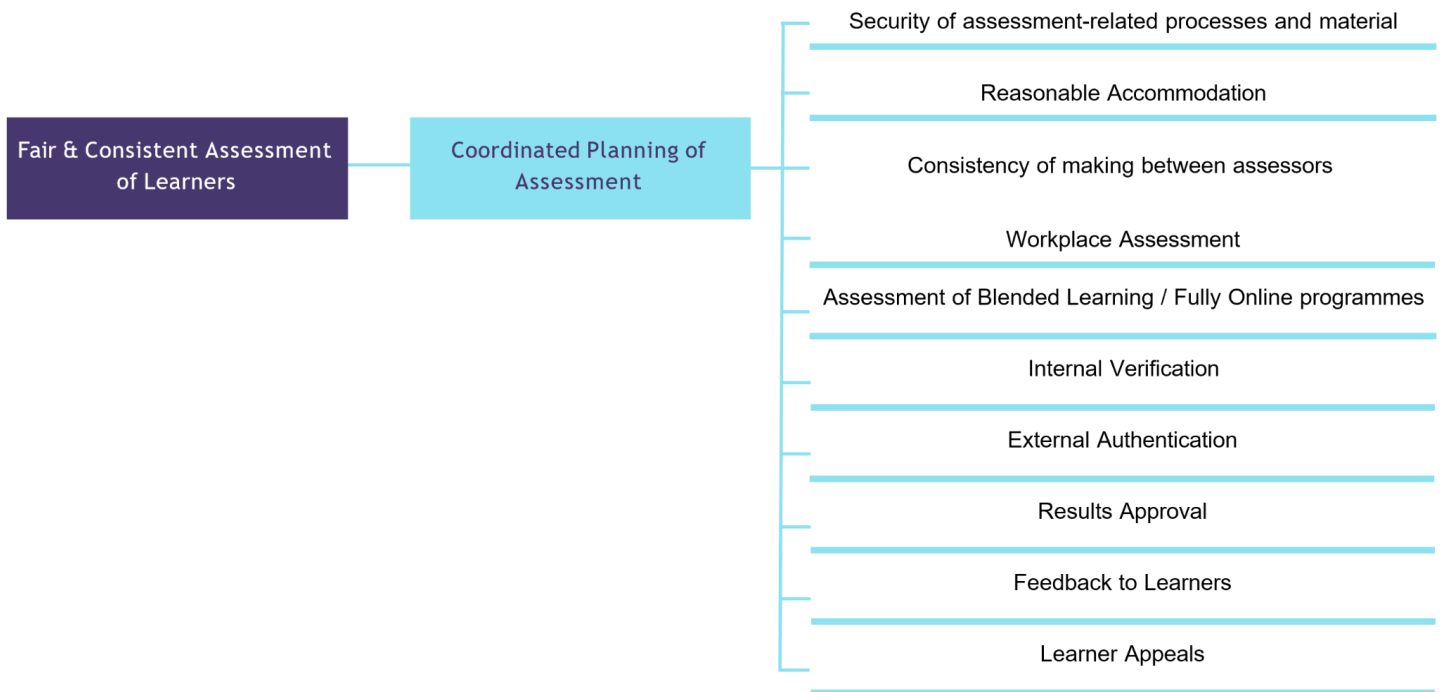 Fair & Consistent Assessment
of Learners
Coordinated Planning of
Assessment
Security of assessment-related processes and material
Reasonable Accommodation
Consistency of making between assessors
Workplace Assessment
Assessment of Blended Learning / Fully Online programmes
Internal Verification
External Authentication
Results Approval
Feedback to Learners
Learner Appeals